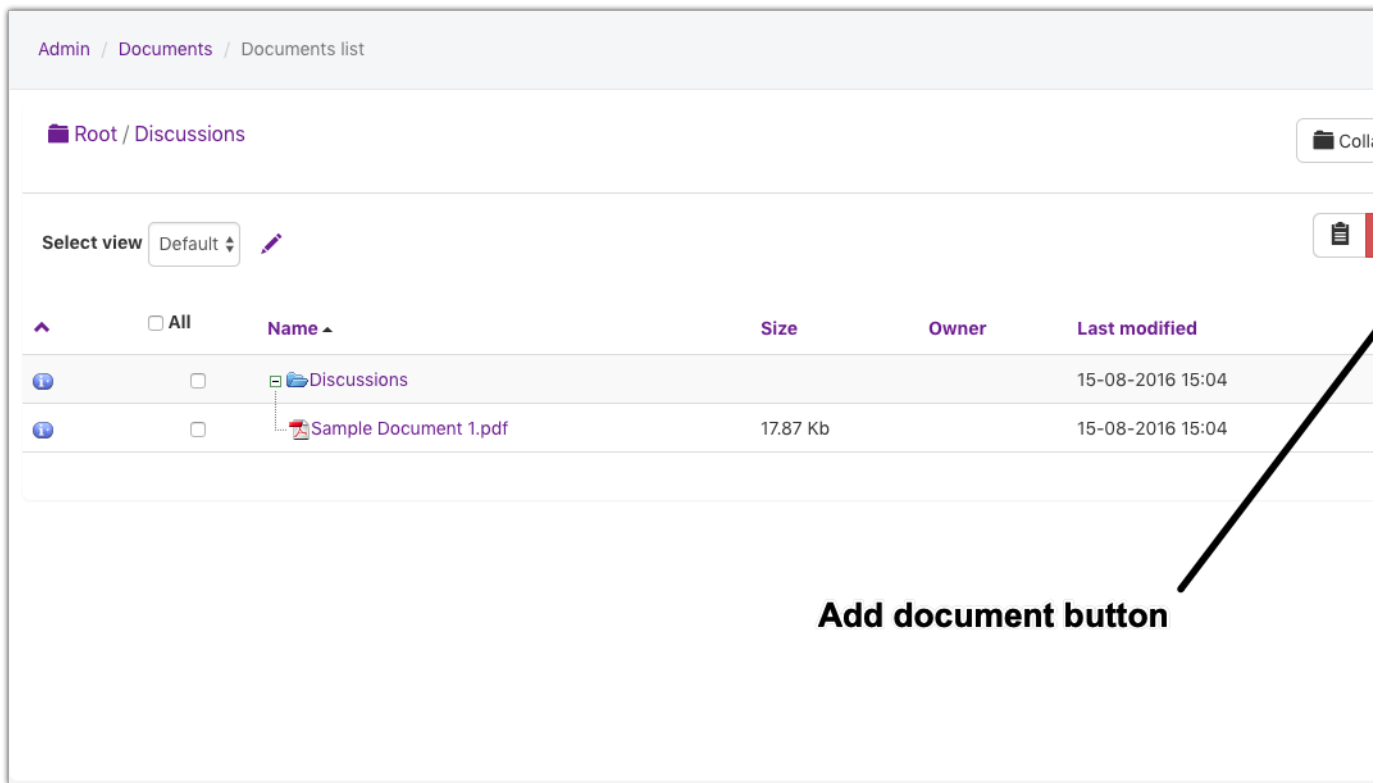 Admin / Documents / Documents list
Root / Discussions
Select view Default
All Name Size Owner Last modified
Discussions 15-08-2016 15:04
Sample Document 1.pdf 17.87 Kb 15-08-2016 15:04
Add document button